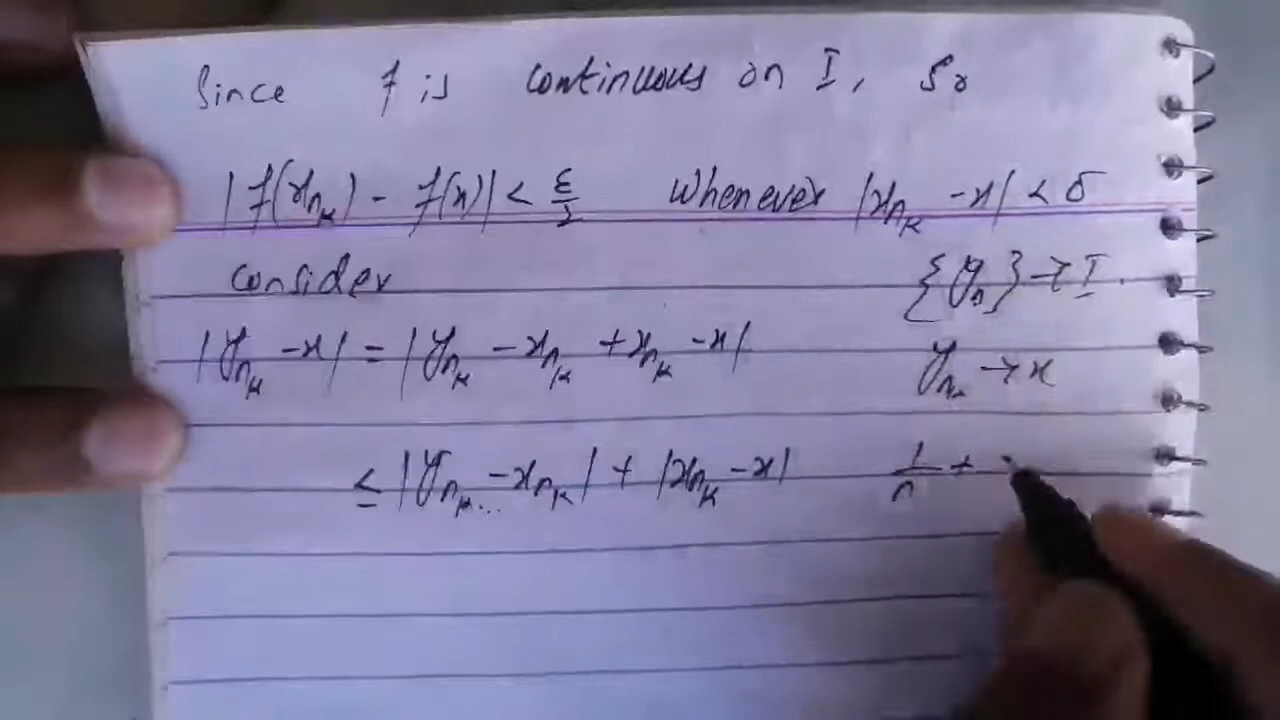 Since f is continuous on I, So
|f(x_{n_k}) - f(x)| < ε/2 whenever |x_{n_k} - x| < δ
consider
{y_n} → I.
|y_{n_k} - x| = |y_{n_k} - x_{n_k} + x_{n_k} - x|
y_{n_k} → x
≤ |y_{n_k} - x_{n_k}| + |x_{n_k} - x|
1/n +